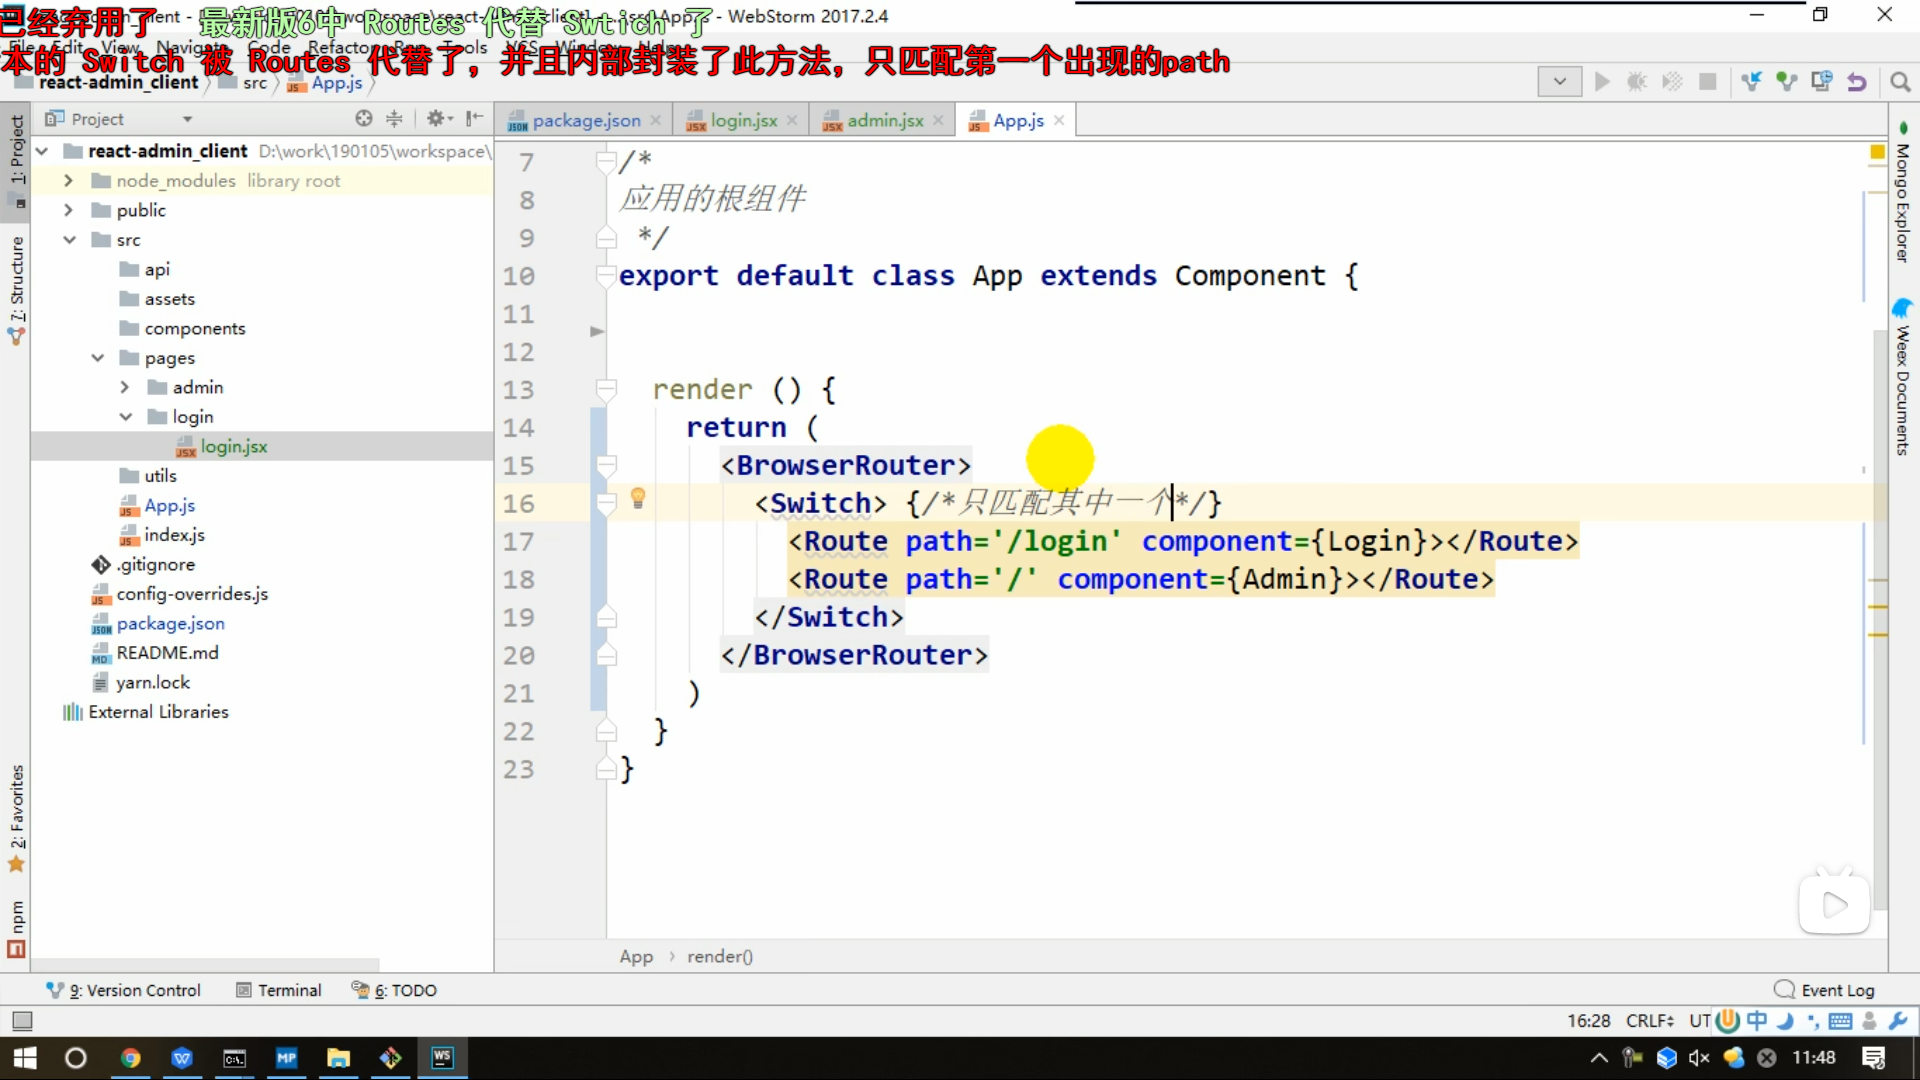 已经弃用了
最新版6中 Routes 代替 Swtich 了
- WebStorm 2017.2.4
本的 Switch 被 Routes 代替了，并且内部封装了此方法，只匹配第一个出现的path
react-admin_client
src
App.js
Project
package.json
login.jsx
admin.jsx
App.js
1: Project
7: Structure
2: Favorites
npm
react-admin_client D:\work\190105\workspace\
node_modules library root
public
src
api
assets
components
pages
admin
login
login.jsx
utils
App.js
index.js
.gitignore
config-overrides.js
package.json
README.md
yarn.lock
External Libraries
7 /*
8 应用的根组件
9 */
10 export default class App extends Component {
11
12
13 render () {
14 return (
15 <BrowserRouter>
16 <Switch> {/*只匹配其中一个*/}
17 <Route path='/login' component={Login}></Route>
18 <Route path='/' component={Admin}></Route>
19 </Switch>
20 </BrowserRouter>
21 )
22 }
23 }
Mongo Explorer
Weex Documents
App › render()
9: Version Control
Terminal
6: TODO
Event Log
16:28 CRLF UT
中
11:48